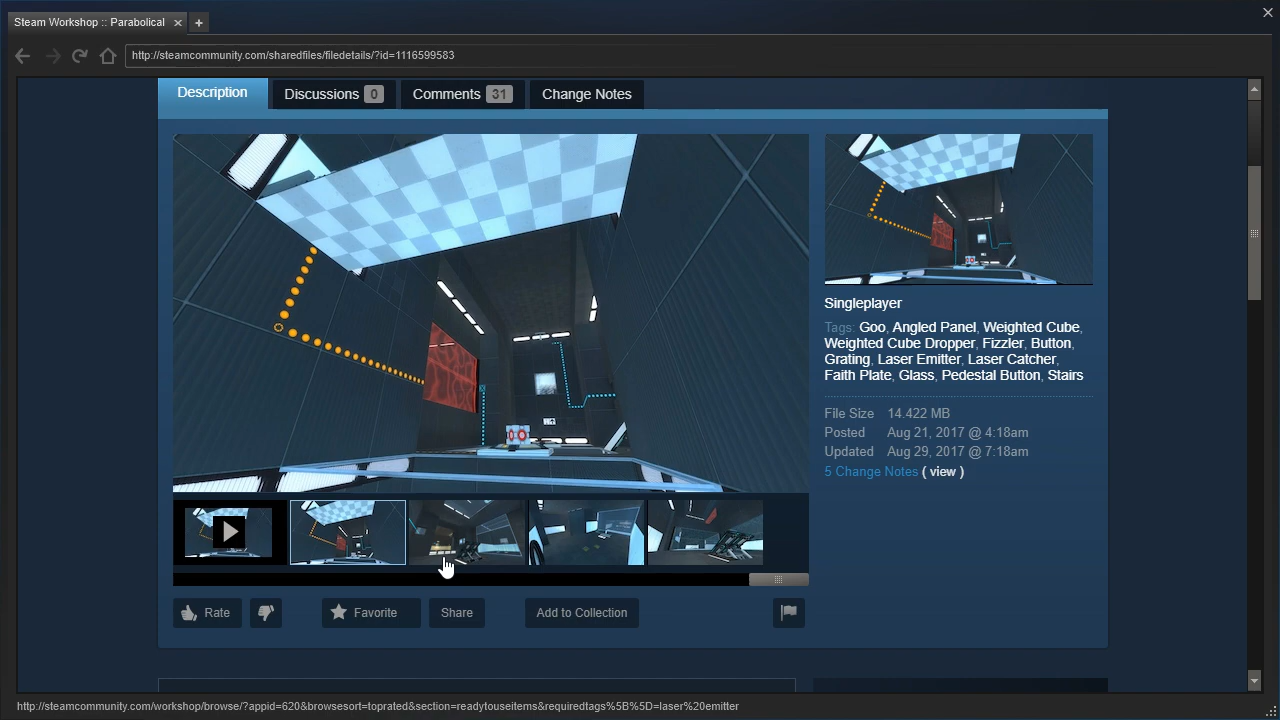 Steam Workshop :: Parabolical
http://steamcommunity.com/sharedfiles/filedetails/?id=1116599583
Description
Discussions 0
Comments 31
Change Notes
Singleplayer
Tags: Goo, Angled Panel, Weighted Cube,
Weighted Cube Dropper, Fizzler, Button,
Grating, Laser Emitter, Laser Catcher,
Faith Plate, Glass, Pedestal Button, Stairs
File Size 14.422 MB
Posted Aug 21, 2017 @ 4:18am
Updated Aug 29, 2017 @ 7:18am
5 Change Notes ( view )
Rate
Favorite
Share
Add to Collection
http://steamcommunity.com/workshop/browse/?appid=620&browsesort=toprated&section=readytouseitems&requiredtags%5B%5D=laser%20emitter